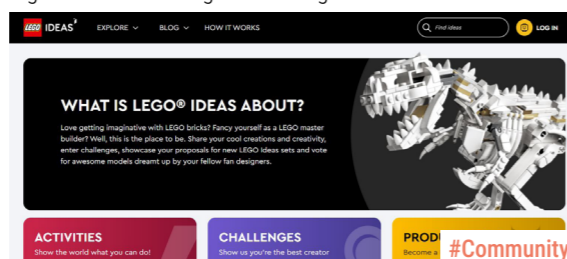 LEGO IDEAS EXPLORE BLOG HOW IT WORKS Find ideas LOG IN
WHAT IS LEGO® IDEAS ABOUT?
Love getting imaginative with LEGO bricks? Fancy yourself as a LEGO master
builder? Well, this is the place to be. Share your cool creations and creativity,
enter challenges, showcase your proposals for new LEGO Ideas sets and vote
for awesome models dreamt up by your fellow fan designers.
ACTIVITIES
Show the world what you can do!
CHALLENGES
Show us you're the best creator
PROD
Become a
#Community